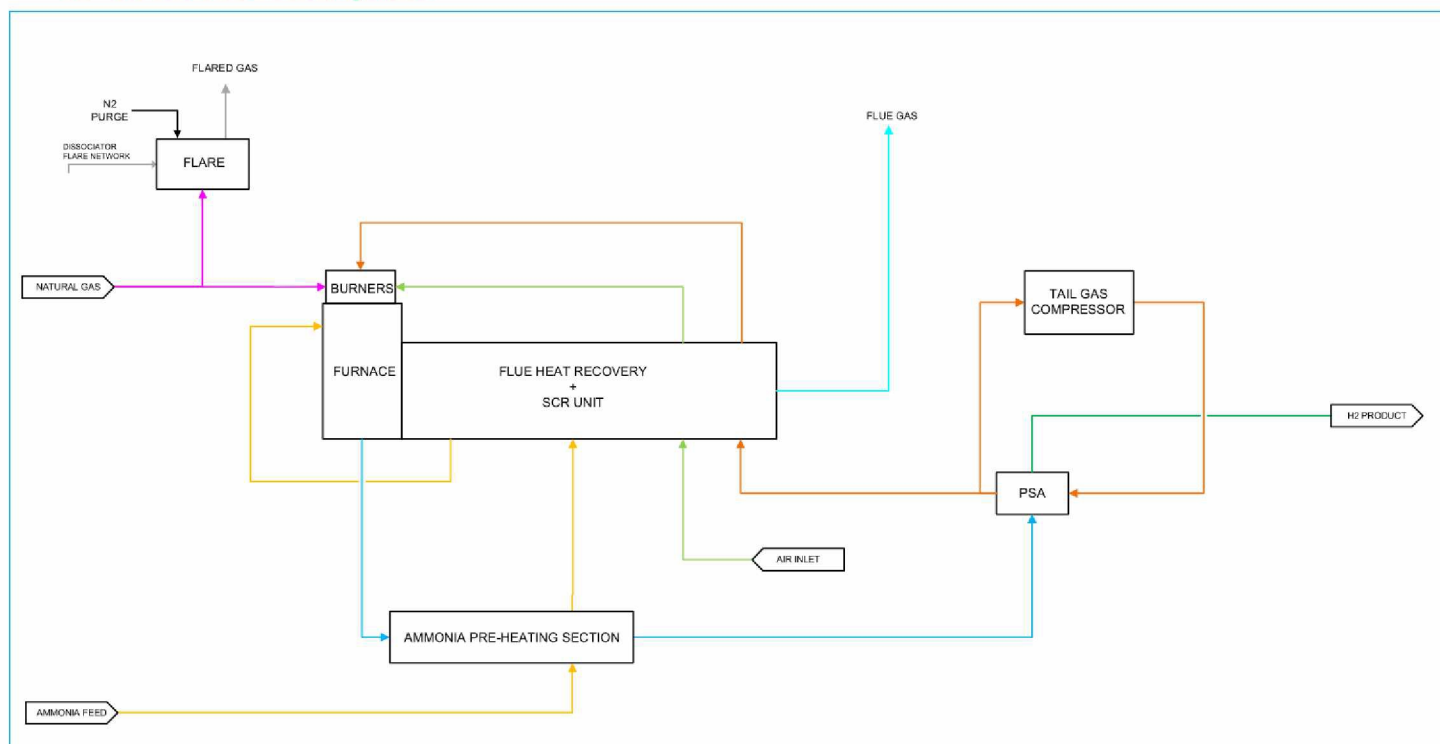 FLARED GAS
N2
PURGE
FLUE GAS
DISSOCIATOR
FLARE NETWORK
FLARE
NATURAL GAS
BURNERS
TAIL GAS
COMPRESSOR
FURNACE
FLUE HEAT RECOVERY
+
SCR UNIT
H2 PRODUCT
PSA
AIR INLET
AMMONIA PRE-HEATING SECTION
AMMONIA FEED